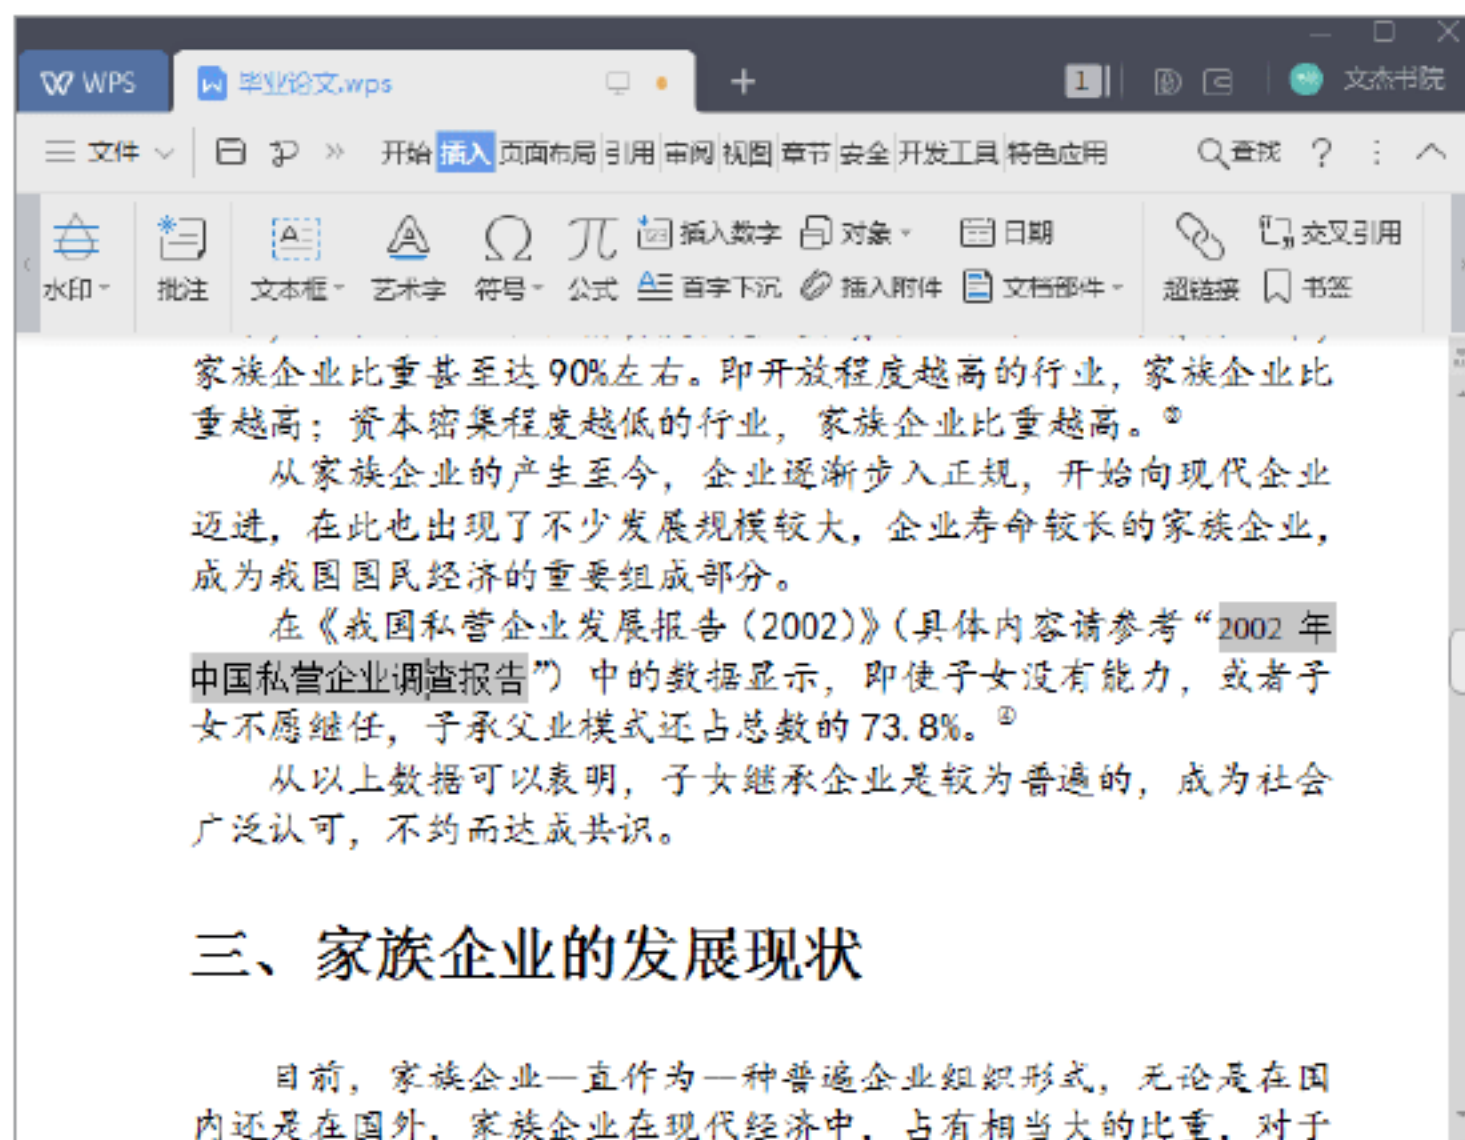 WPS 毕业论文.wps + 1 文杰书院
文件 » 开始 插入 页面布局 引用 审阅 视图 章节 安全 开发工具 特色应用 查找 ?
插入数字 对象 日期 交叉引用
水印 批注 文本框 艺术字 符号 公式 首字下沉 插入附件 文档部件 超链接 书签
家族企业比重甚至达 90%左右。即开放程度越高的行业，家族企业比
重越高；资本密集程度越低的行业，家族企业比重越高。
从家族企业的产生至今，企业逐渐步入正规，开始向现代企业
迈进，在此也出现了不少发展规模较大，企业寿命较长的家族企业，
成为我国国民经济的重要组成部分。
在《我国私营企业发展报告（2002）》（具体内容请参考“2002 年
中国私营企业调查报告”）中的数据显示，即使子女没有能力，或者子
女不愿继任，子承父业模式还占总数的 73.8%。④
从以上数据可以表明，子女继承企业是较为普遍的，成为社会
广泛认可，不约而达成共识。
三、家族企业的发展现状
目前，家族企业一直作为一种普遍企业组织形式，无论是在国
内还是在国外，家族企业在现代经济中，占有相当大的比重，对于